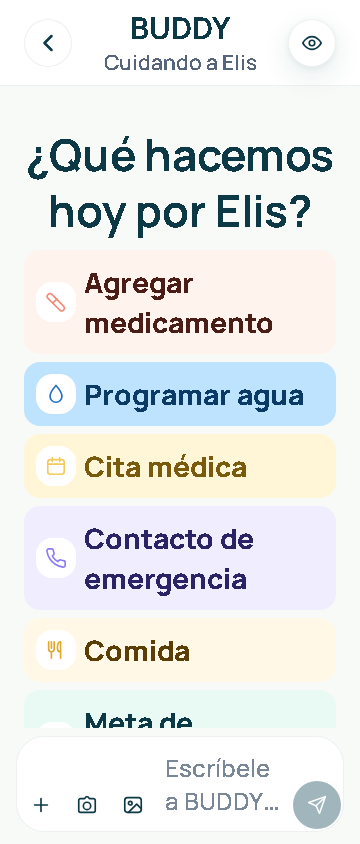 BUDDY
Cuidando a Elis
¿Qué hacemos
hoy por Elis?
Agregar
medicamento
Programar agua
Cita médica
Contacto de
emergencia
Comida
Meta de
Escríbele
a BUDDY...